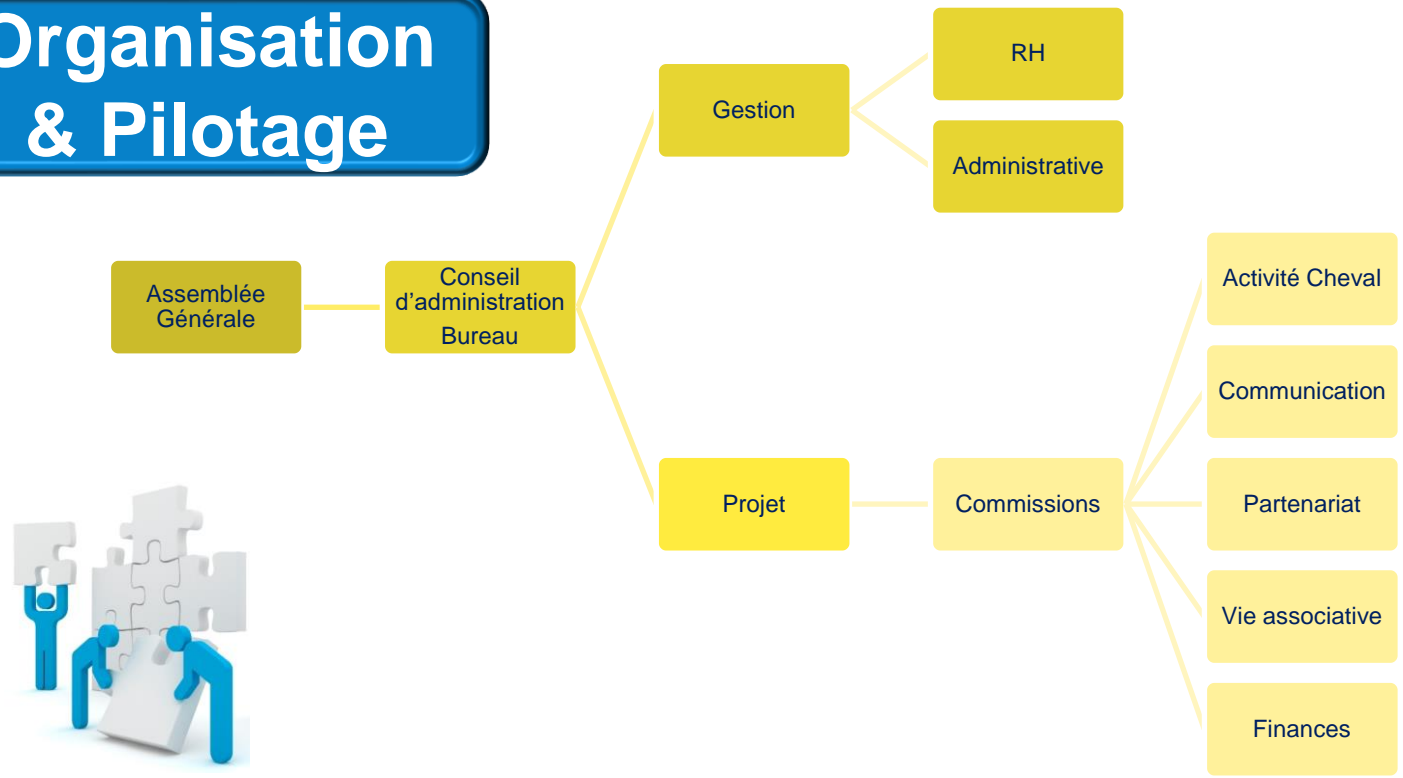 Organisation
& Pilotage
Assemblée
Générale
Conseil
d'administration
Bureau
Gestion
RH
Administrative
Projet
Commissions
Activité Cheval
Communication
Partenariat
Vie associative
Finances